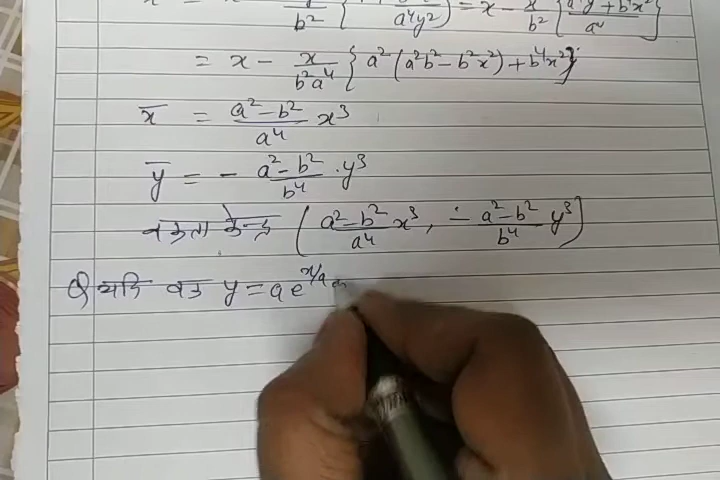 = x - x/b²a⁴ { a²(a²b² - b²x²) + b⁴x² }
x̄ = (a² - b²)/a⁴ x³
ȳ = - (a² - b²)/b⁴ · y³
वक्रता केन्द्र ( (a² - b²)/a⁴ x³, - (a² - b²)/b⁴ y³ )
Q यदि वक्र y = a e^(x/a)